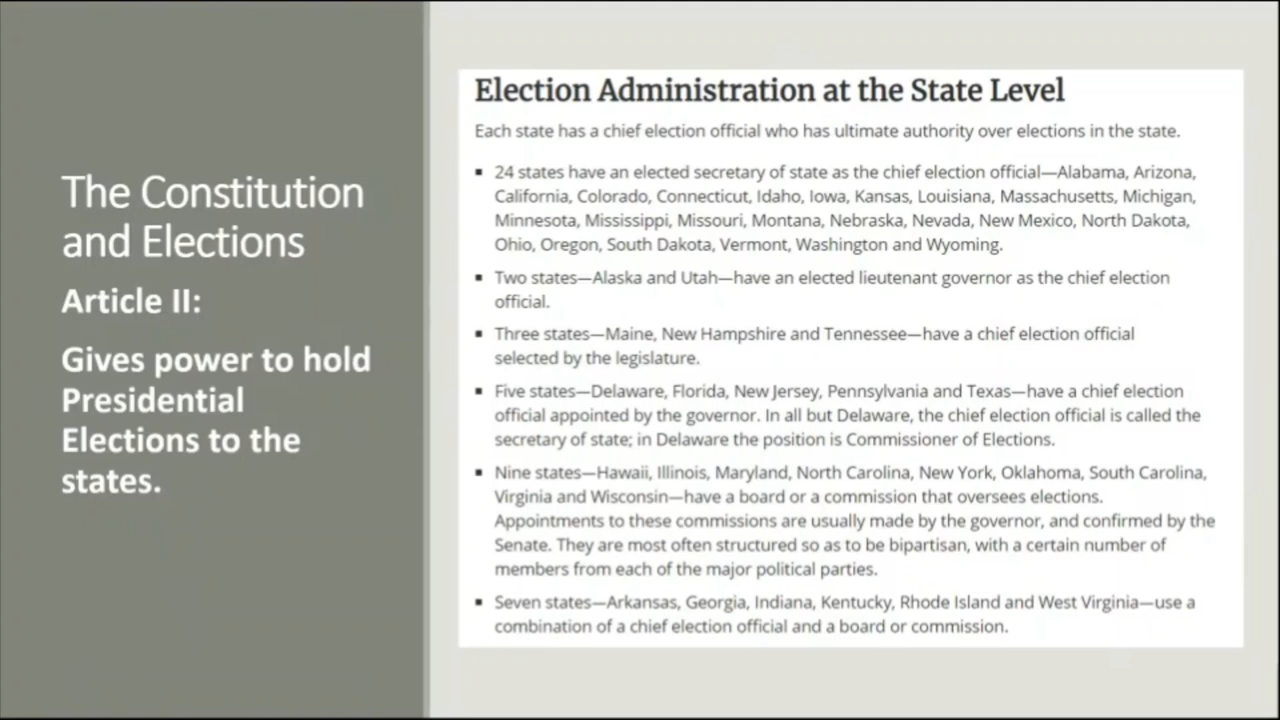 The Constitution
and Elections
Article II:
Gives power to hold
Presidential
Elections to the
states.
Election Administration at the State Level
Each state has a chief election official who has ultimate authority over elections in the state.
▪ 24 states have an elected secretary of state as the chief election official—Alabama, Arizona,
California, Colorado, Connecticut, Idaho, Iowa, Kansas, Louisiana, Massachusetts, Michigan,
Minnesota, Mississippi, Missouri, Montana, Nebraska, Nevada, New Mexico, North Dakota,
Ohio, Oregon, South Dakota, Vermont, Washington and Wyoming.
▪ Two states—Alaska and Utah—have an elected lieutenant governor as the chief election
official.
▪ Three states—Maine, New Hampshire and Tennessee—have a chief election official
selected by the legislature.
▪ Five states—Delaware, Florida, New Jersey, Pennsylvania and Texas—have a chief election
official appointed by the governor. In all but Delaware, the chief election official is called the
secretary of state; in Delaware the position is Commissioner of Elections.
▪ Nine states—Hawaii, Illinois, Maryland, North Carolina, New York, Oklahoma, South Carolina,
Virginia and Wisconsin—have a board or a commission that oversees elections.
Appointments to these commissions are usually made by the governor, and confirmed by the
Senate. They are most often structured so as to be bipartisan, with a certain number of
members from each of the major political parties.
▪ Seven states—Arkansas, Georgia, Indiana, Kentucky, Rhode Island and West Virginia—use a
combination of a chief election official and a board or commission.